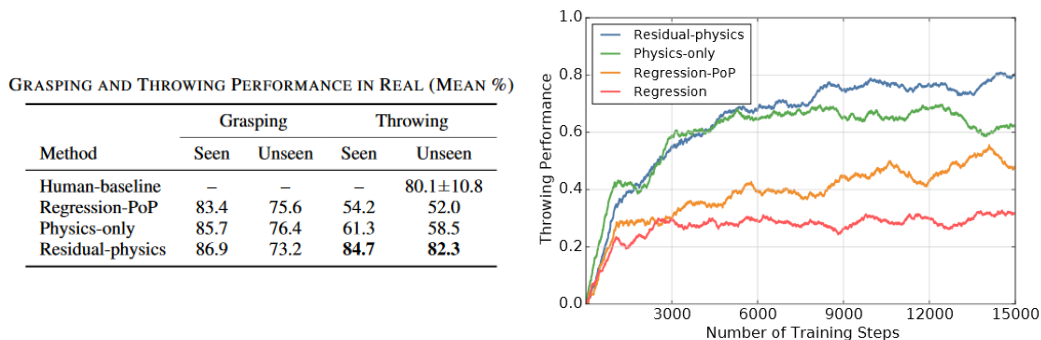 GRASPING AND THROWING PERFORMANCE IN REAL (MEAN %)
Grasping Throwing
Method Seen Unseen Seen Unseen
Human-baseline – – – 80.1±10.8
Regression-PoP 83.4 75.6 54.2 52.0
Physics-only 85.7 76.4 61.3 58.5
Residual-physics 86.9 73.2 84.7 82.3
Throwing Performance
1.0
0.8
0.6
0.4
0.2
0.0
Residual-physics
Physics-only
Regression-PoP
Regression
3000 6000 9000 12000 15000
Number of Training Steps